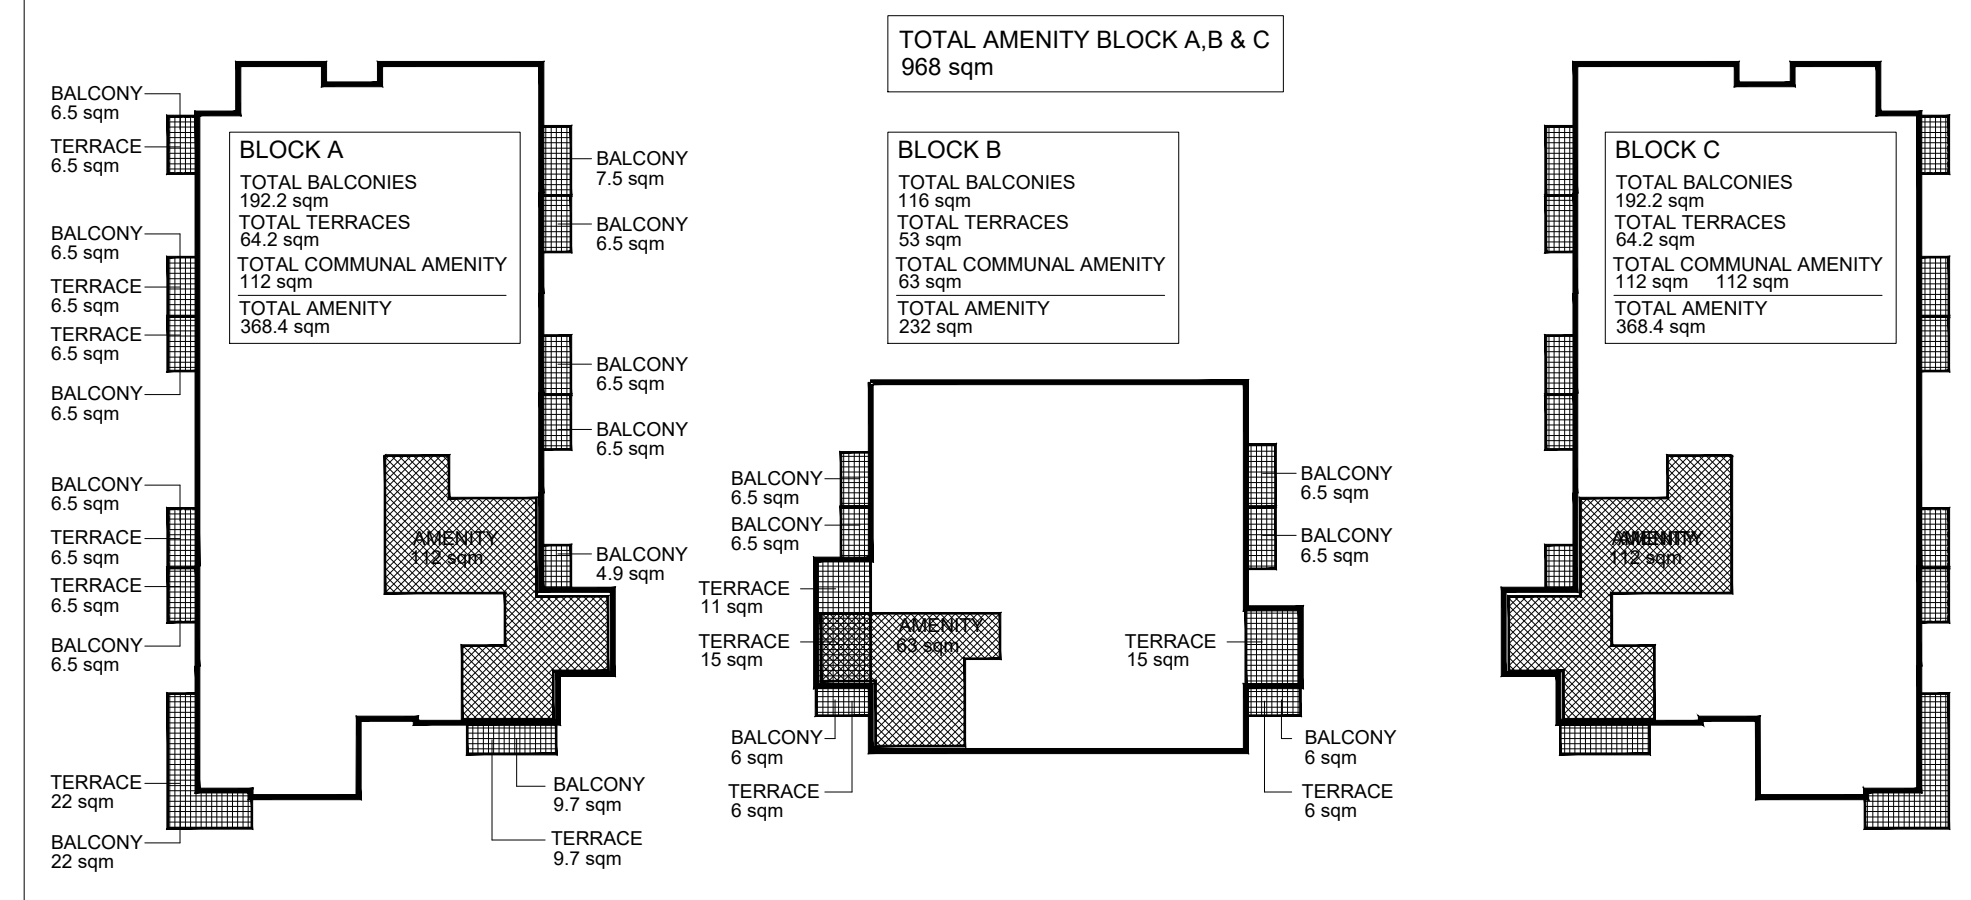 TOTAL AMENITY BLOCK A,B & C
968 sqm
BALCONY
6.5 sqm
TERRACE
6.5 sqm
BALCONY
6.5 sqm
TERRACE
6.5 sqm
TERRACE
6.5 sqm
BALCONY
6.5 sqm
BALCONY
6.5 sqm
TERRACE
6.5 sqm
TERRACE
6.5 sqm
BALCONY
6.5 sqm
TERRACE
22 sqm
BALCONY
22 sqm
BLOCK A
TOTAL BALCONIES
192.2 sqm
TOTAL TERRACES
64.2 sqm
TOTAL COMMUNAL AMENITY
112 sqm
TOTAL AMENITY
368.4 sqm
AMENITY
112 sqm
BALCONY
7.5 sqm
BALCONY
6.5 sqm
BALCONY
6.5 sqm
BALCONY
6.5 sqm
BALCONY
4.9 sqm
BALCONY
9.7 sqm
TERRACE
9.7 sqm
BLOCK B
TOTAL BALCONIES
116 sqm
TOTAL TERRACES
53 sqm
TOTAL COMMUNAL AMENITY
63 sqm
TOTAL AMENITY
232 sqm
BALCONY
6.5 sqm
BALCONY
6.5 sqm
TERRACE
11 sqm
TERRACE
15 sqm
BALCONY
6 sqm
TERRACE
6 sqm
AMENITY
63 sqm
TERRACE
15 sqm
BALCONY
6.5 sqm
BALCONY
6.5 sqm
BALCONY
6 sqm
TERRACE
6 sqm
BLOCK C
TOTAL BALCONIES
192.2 sqm
TOTAL TERRACES
64.2 sqm
TOTAL COMMUNAL AMENITY
112 sqm 112 sqm
TOTAL AMENITY
368.4 sqm
AMENITY
112 sqm